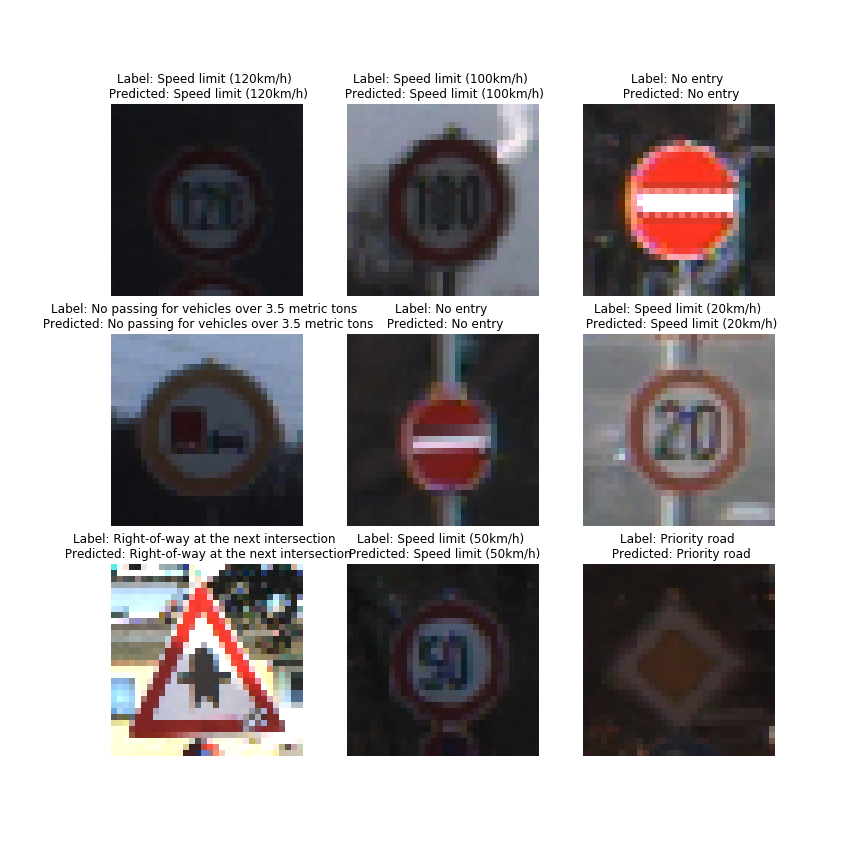 Label: Speed limit (120km/h)
Predicted: Speed limit (120km/h)
Label: Speed limit (100km/h)
Predicted: Speed limit (100km/h)
Label: No entry
Predicted: No entry
120
100
Label: No passing for vehicles over 3.5 metric tons
Predicted: No passing for vehicles over 3.5 metric tons
Label: No entry
Predicted: No entry
Label: Speed limit (20km/h)
Predicted: Speed limit (20km/h)
20
Label: Right-of-way at the next intersection
Predicted: Right-of-way at the next intersection
Label: Speed limit (50km/h)
Predicted: Speed limit (50km/h)
Label: Priority road
Predicted: Priority road
50